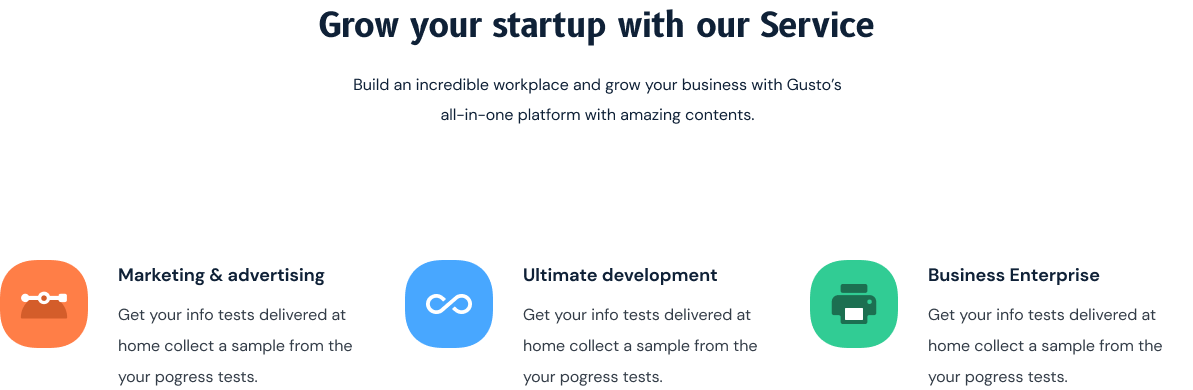 Grow your startup with our Service
Build an incredible workplace and grow your business with Gusto’s
all-in-one platform with amazing contents.
Marketing & advertising
Get your info tests delivered at
home collect a sample from the
your pogress tests.
Ultimate development
Get your info tests delivered at
home collect a sample from the
your pogress tests.
Business Enterprise
Get your info tests delivered at
home collect a sample from the
your pogress tests.